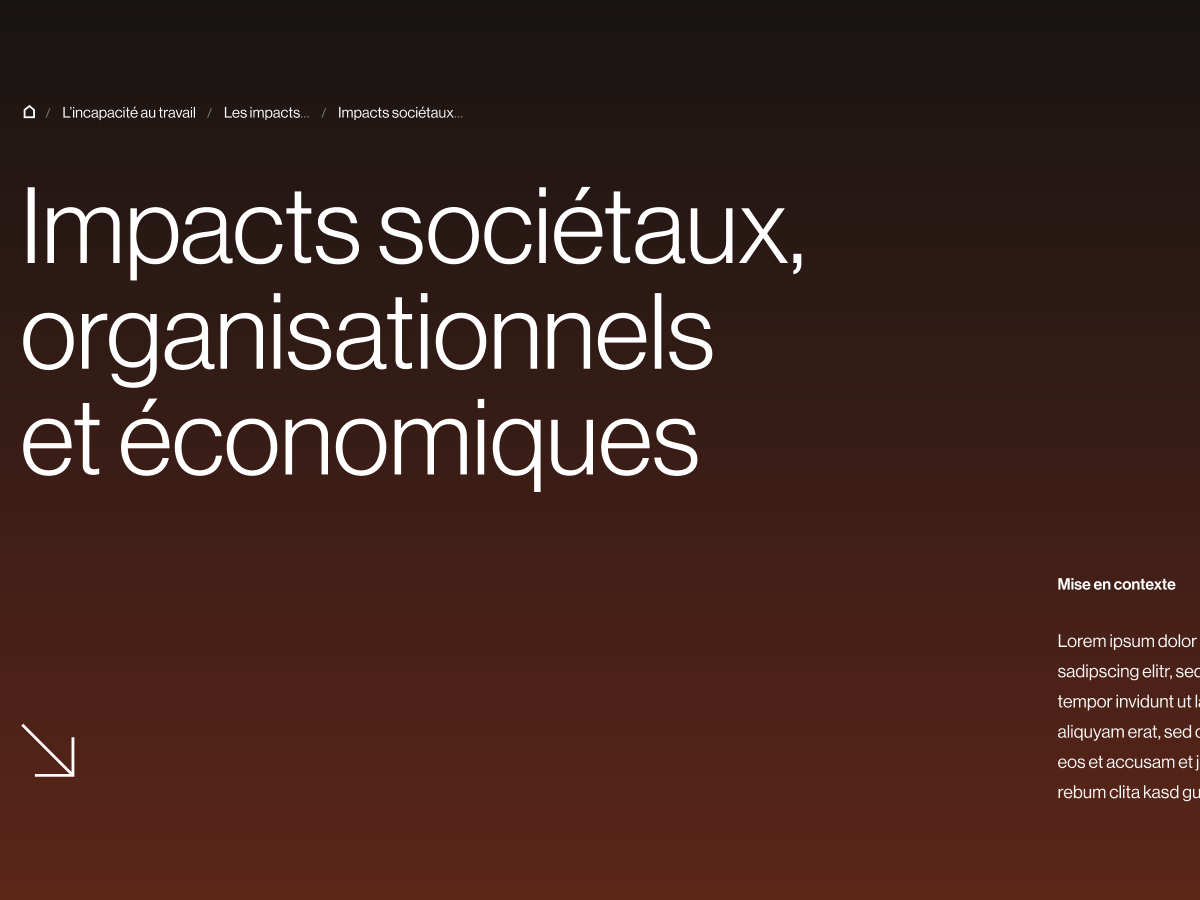 / L'incapacité au travail / Les impacts... / Impacts sociétaux...
Impacts sociétaux,
organisationnels
et économiques
Mise en contexte
Lorem ipsum dolor
sadipscing elitr, sed
tempor invidunt ut
aliquyam erat, sed
eos et accusam et
rebum clita kasd